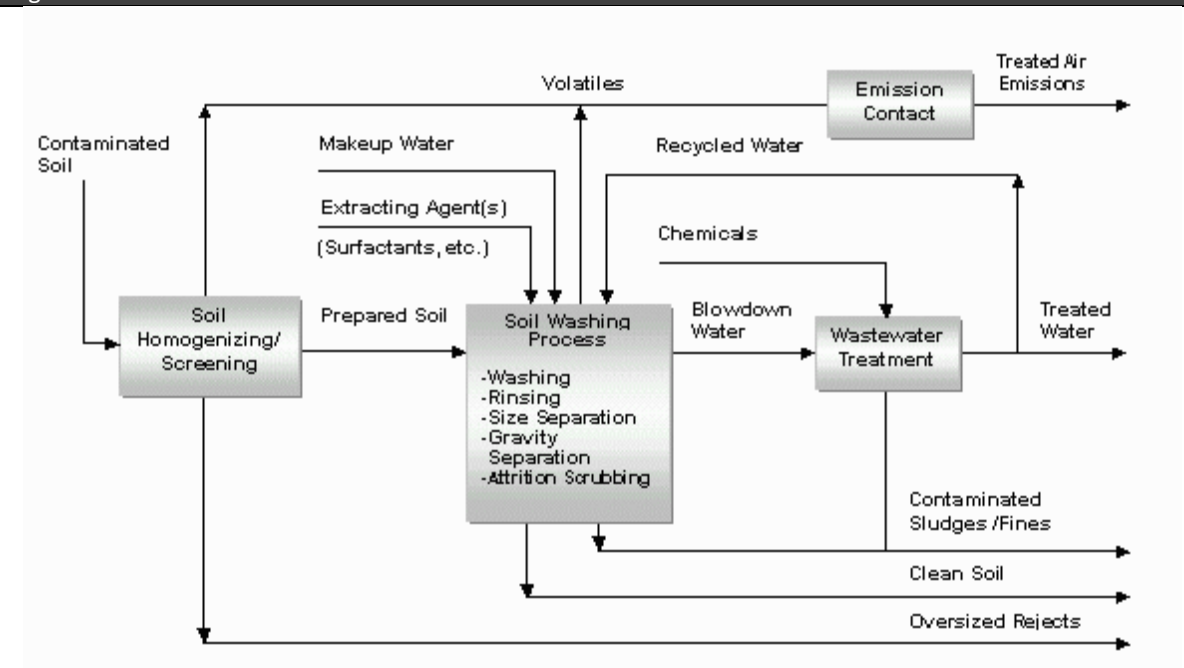 Treated Air
Emissions
Volatiles
Emission
Contact
Contaminated
Soil
Makeup Water
Recycled Water
Extracting Agent(s)
(Surfactants, etc.)
Chemicals
Soil
Homogenizing/
Screening
Prepared Soil
Soil Washing
Process
-Washing
-Rinsing
-Size Separation
-Gravity
Separation
-Attrition Scrubbing
Blowdown
Water
Wastewater
Treatment
Treated
Water
Contaminated
Sludges /Fines
Clean Soil
Oversized Rejects